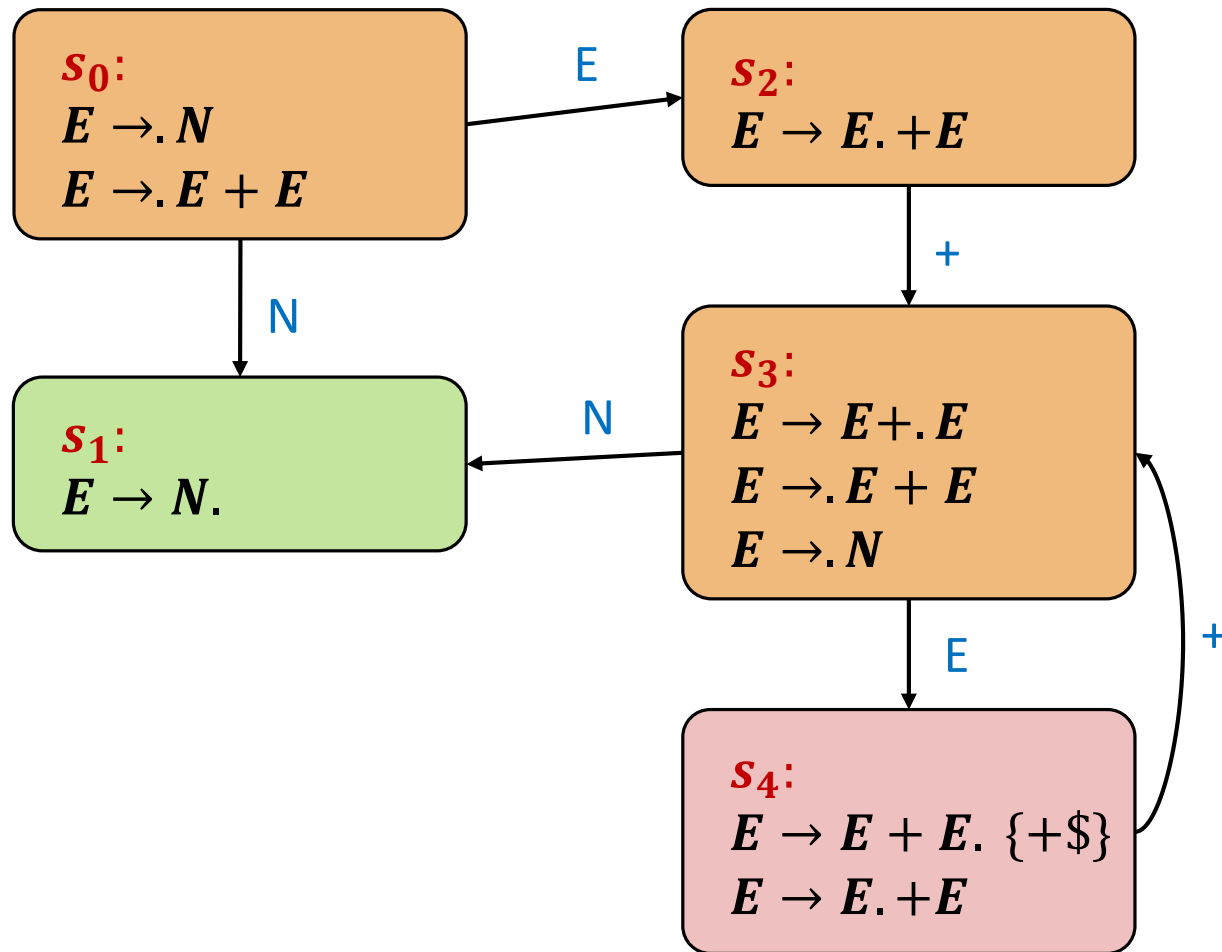 s₀:
E →. N
E →. E + E
E
s₂:
E → E. +E
N
+
s₁:
E → N.
N
s₃:
E → E+. E
E →. E + E
E →. N
E
+
s₄:
E → E + E. {+$}
E → E. +E